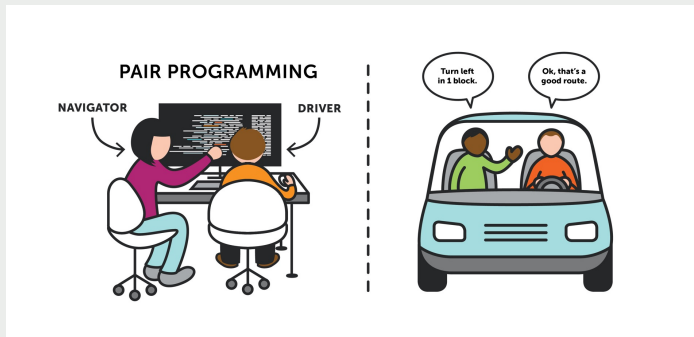 PAIR PROGRAMMING
NAVIGATOR
DRIVER
Turn left
in 1 block.
Ok, that's a
good route.